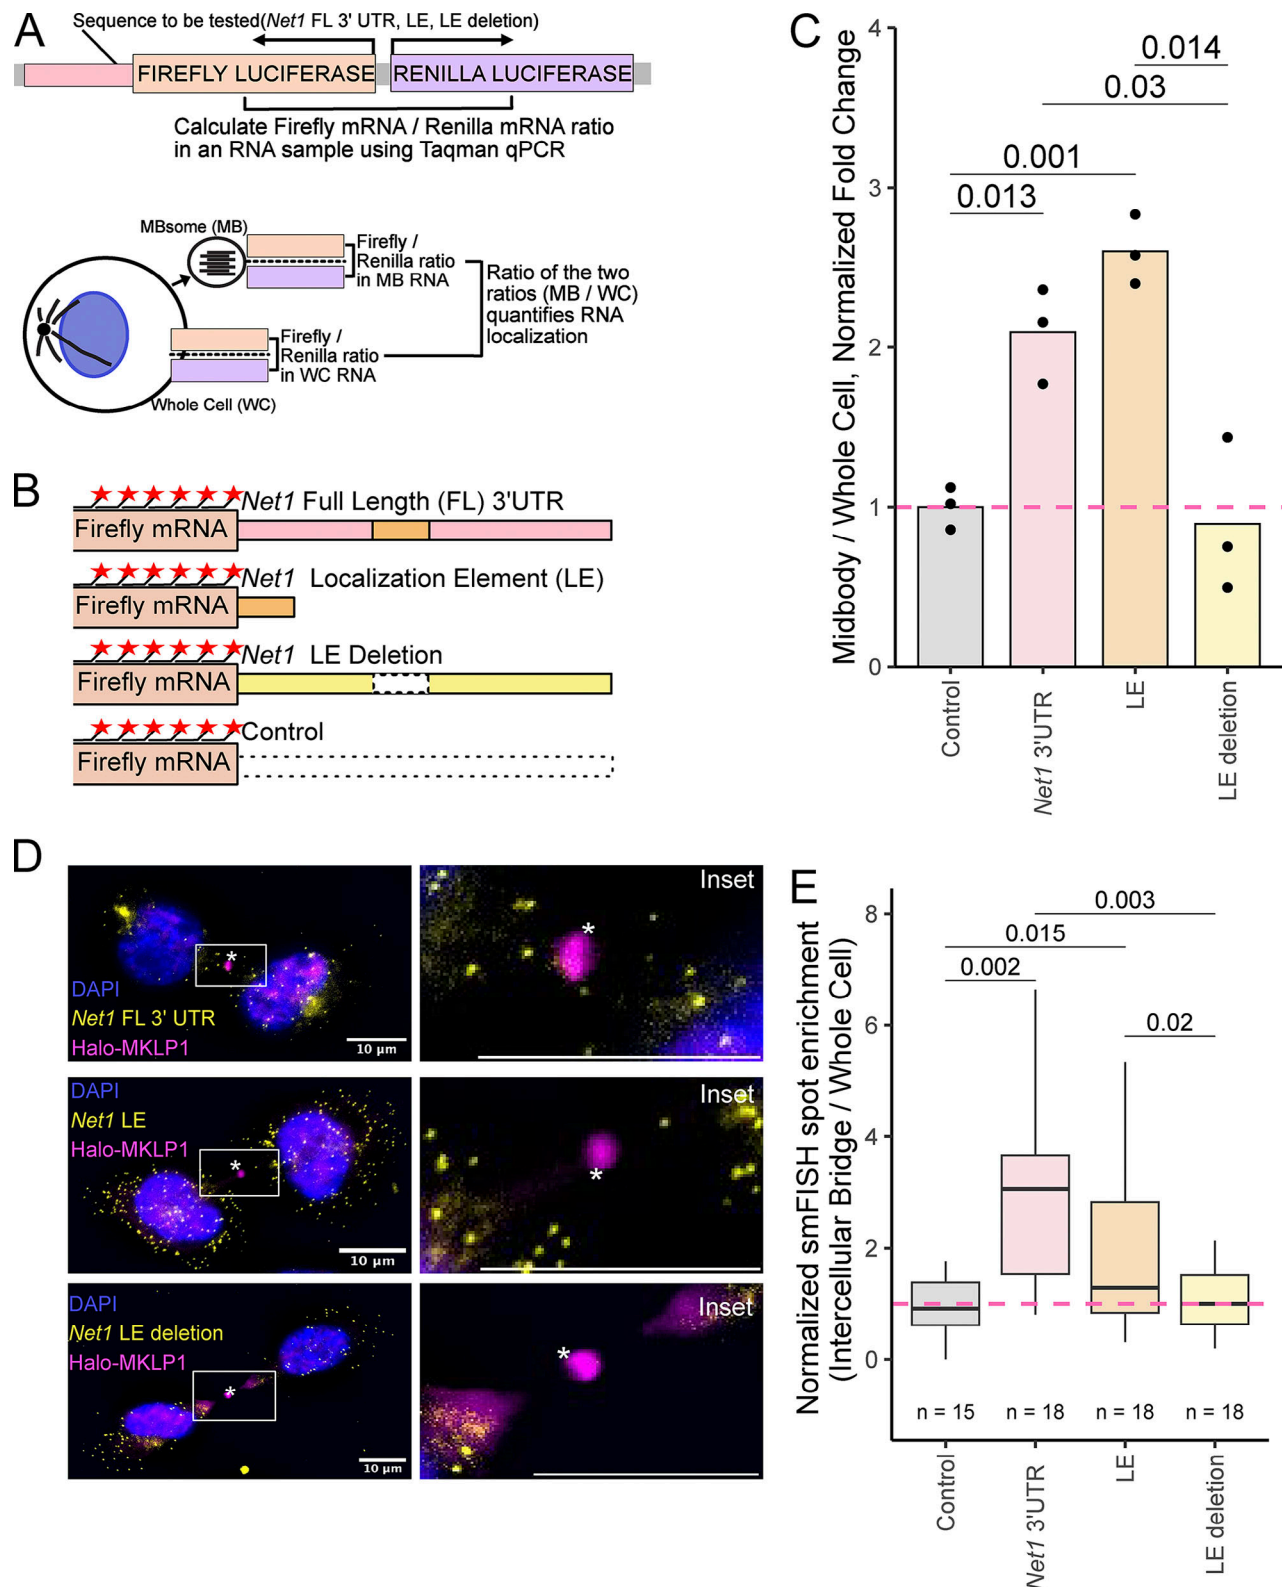 A
Sequence to be tested(Net1 FL 3' UTR, LE, LE deletion)
FIREFLY LUCIFERASE
RENILLA LUCIFERASE
Calculate Firefly mRNA / Renilla mRNA ratio
in an RNA sample using Taqman qPCR
MBsome (MB)
Firefly /
Renilla ratio
in MB RNA
Ratio of the two
ratios (MB / WC)
quantifies RNA
localization
Firefly /
Renilla ratio
in WC RNA
Whole Cell (WC)
B
Net1 Full Length (FL) 3'UTR
Firefly mRNA
Net1 Localization Element (LE)
Firefly mRNA
Net1 LE Deletion
Firefly mRNA
Control
Firefly mRNA
C
Midbody / Whole Cell, Normalized Fold Change
4
3
2
1
0
0.014
0.03
0.001
0.013
Control
Net1 3'UTR
LE
LE deletion
D
DAPI
Net1 FL 3' UTR
Halo-MKLP1
*
10 µm
Inset
*
DAPI
Net1 LE
Halo-MKLP1
*
10 µm
Inset
*
DAPI
Net1 LE deletion
Halo-MKLP1
*
10 µm
Inset
*
E
Normalized smFISH spot enrichment
(Intercellular Bridge / Whole Cell)
8
6
4
2
0
0.003
0.015
0.002
0.02
n = 15
n = 18
n = 18
n = 18
Control
Net1 3'UTR
LE
LE deletion